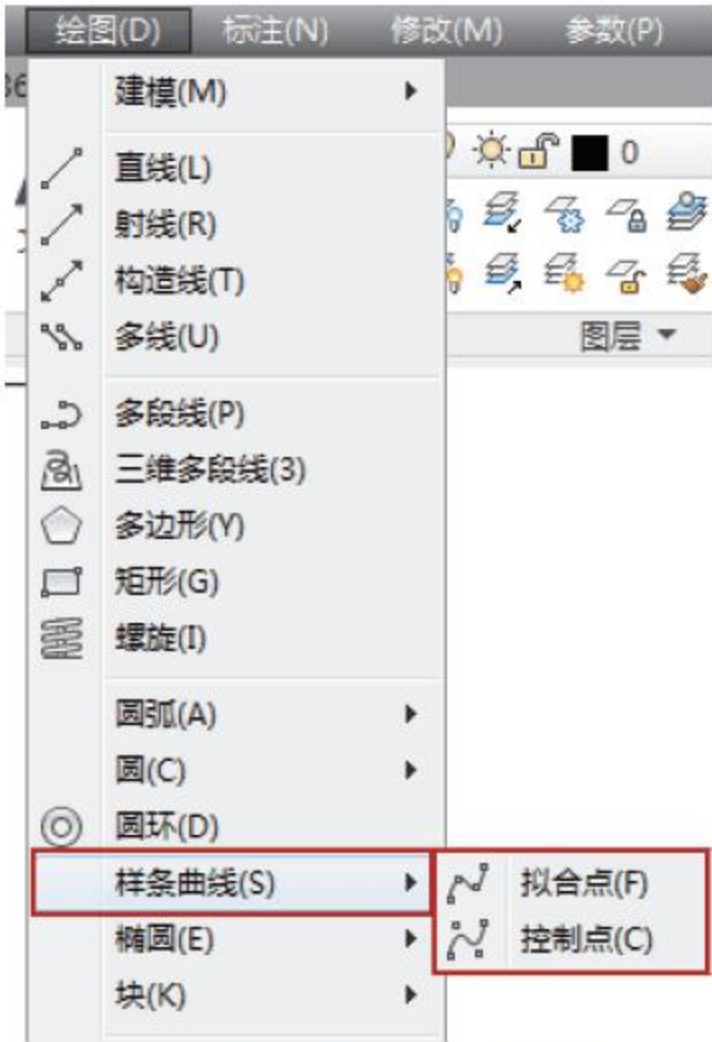 绘图(D) 标注(N) 修改(M) 参数(P)
建模(M)
0
直线(L)
射线(R)
构造线(T)
多线(U)
图层
多段线(P)
三维多段线(3)
多边形(Y)
矩形(G)
螺旋(I)
圆弧(A)
圆(C)
圆环(D)
样条曲线(S) 拟合点(F)
椭圆(E) 控制点(C)
块(K)